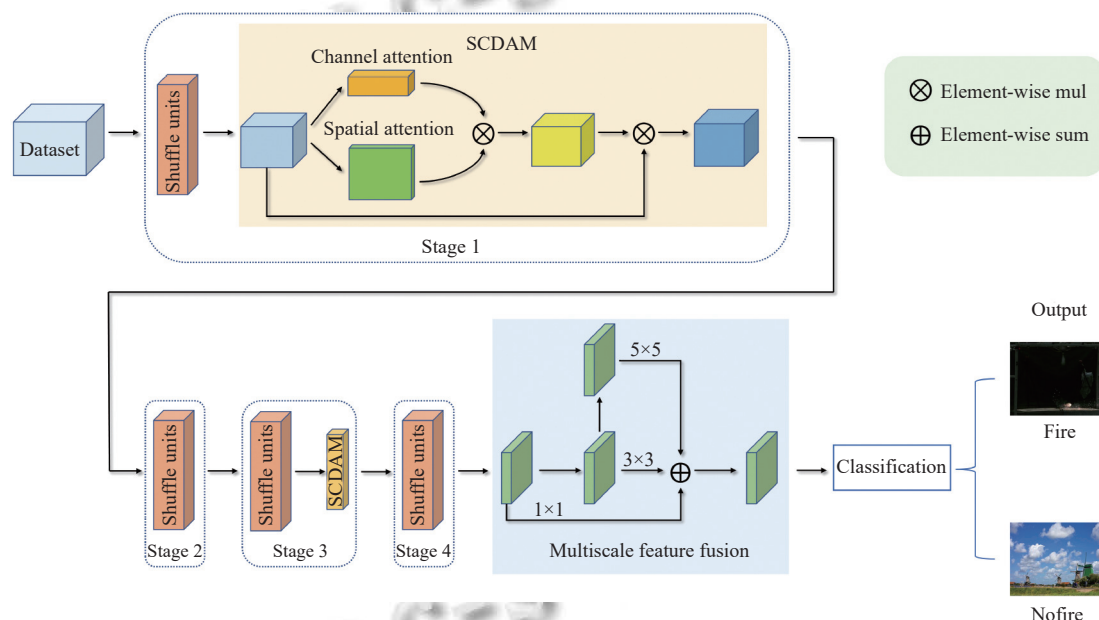 SCDAM
Channel attention
Spatial attention
Dataset
Shuffle units
Stage 1
Element-wise mul
Element-wise sum
Shuffle units
Stage 2
Shuffle units
SCDAM
Stage 3
Shuffle units
Stage 4
5×5
3×3
1×1
Multiscale feature fusion
Classification
Output
Fire
Nofire